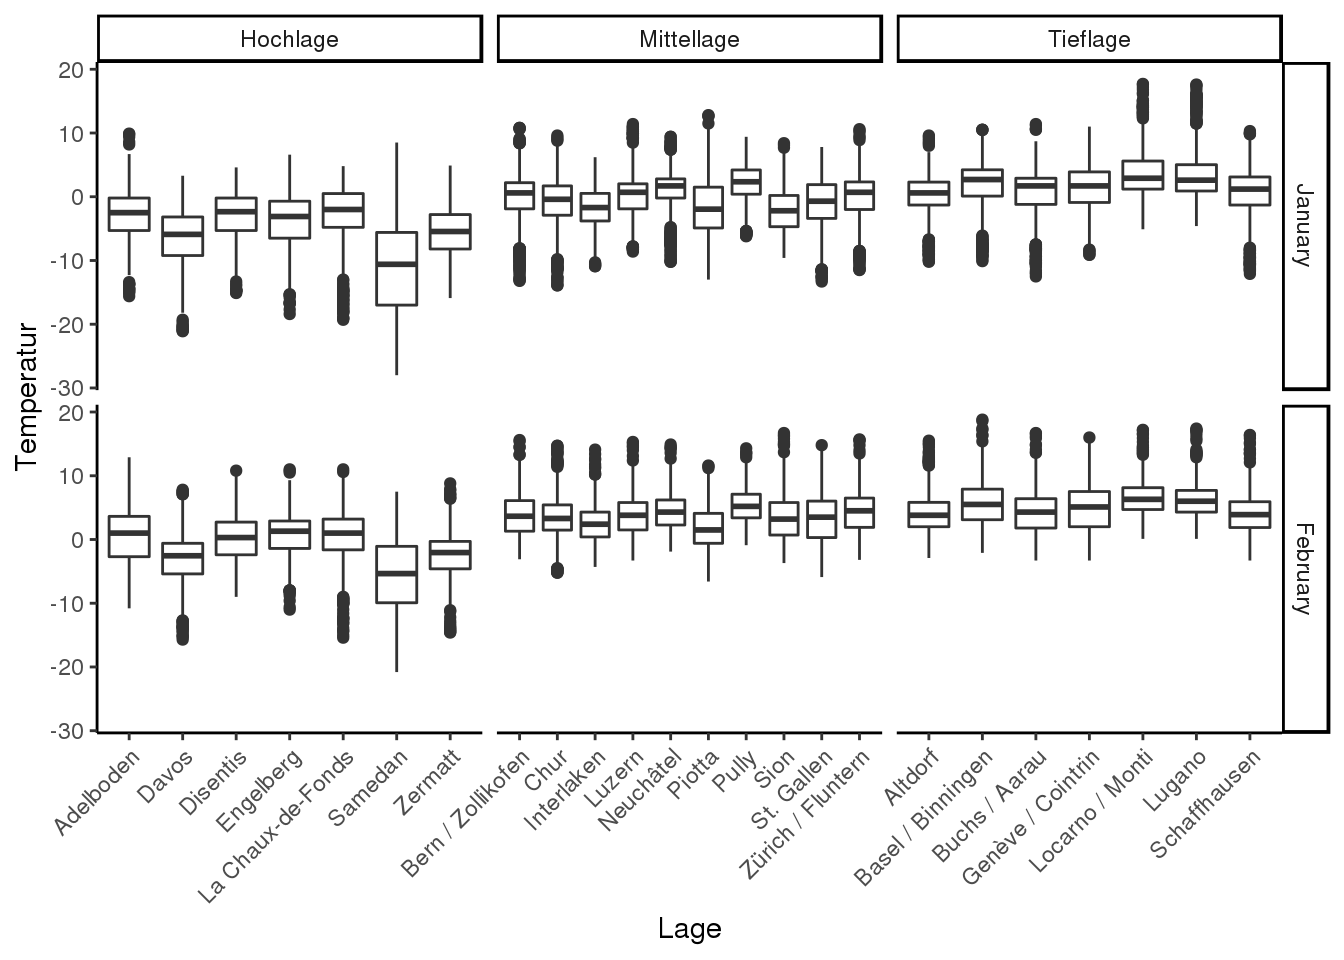 Hochlage
Mittellage
Tieflage
Temperatur
20
10
0
-10
-20
-30
January
20
10
0
-10
-20
-30
February
Adelboden
Davos
Disentis
Engelberg
La Chaux-de-Fonds
Samedan
Zermatt
Bern / Zollikofen
Chur
Interlaken
Luzern
Neuchâtel
Piotta
Pully
Sion
St. Gallen
Zürich / Fluntern
Altdorf
Basel / Binningen
Buchs / Aarau
Genève / Cointrin
Locarno / Monti
Lugano
Schaffhausen
Lage